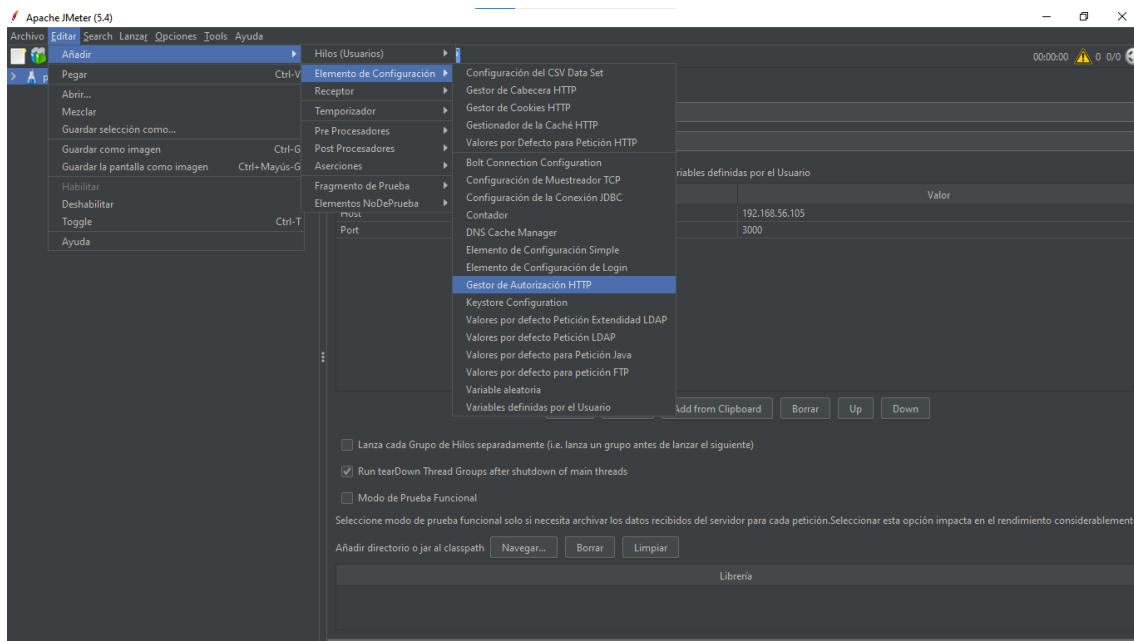 Apache JMeter (5.4)
Archivo Editar Search Lanzar Opciones Tools Ayuda
00:00:00 0 0/0
Añadir
Pegar Ctrl-V
Abrir...
Mezclar
Guardar selección como...
Guardar como imagen Ctrl-G
Guardar la pantalla como imagen Ctrl+Mayús-G
Habilitar
Deshabilitar
Toggle Ctrl-T
Ayuda
Hilos (Usuarios)
Elemento de Configuración
Receptor
Temporizador
Pre Procesadores
Post Procesadores
Aserciones
Fragmento de Prueba
Elementos NoDePrueba
Configuración del CSV Data Set
Gestor de Cabecera HTTP
Gestor de Cookies HTTP
Gestionador de la Caché HTTP
Valores por Defecto para Petición HTTP
Bolt Connection Configuration
Configuración de Muestreador TCP
Configuración de la Conexión JDBC
Contador
DNS Cache Manager
Elemento de Configuración Simple
Elemento de Configuración de Login
Gestor de Autorización HTTP
Keystore Configuration
Valores por defecto Petición Extendidad LDAP
Valores por defecto Petición LDAP
Valores por defecto para Petición Java
Valores por defecto para petición FTP
Variable aleatoria
Variables definidas por el Usuario
definidas por el Usuario
Valor
Host 192.168.56.105
Port 3000
Add from Clipboard Borrar Up Down
Lanza cada Grupo de Hilos separadamente (i.e. lanza un grupo antes de lanzar el siguiente)
Run tearDown Thread Groups after shutdown of main threads
Modo de Prueba Funcional
Seleccione modo de prueba funcional solo si necesita archivar los datos recibidos del servidor para cada petición.Seleccionar esta opción impacta en el rendimiento considerablement
Añadir directorio o jar al classpath Navegar... Borrar Limpiar
Librería